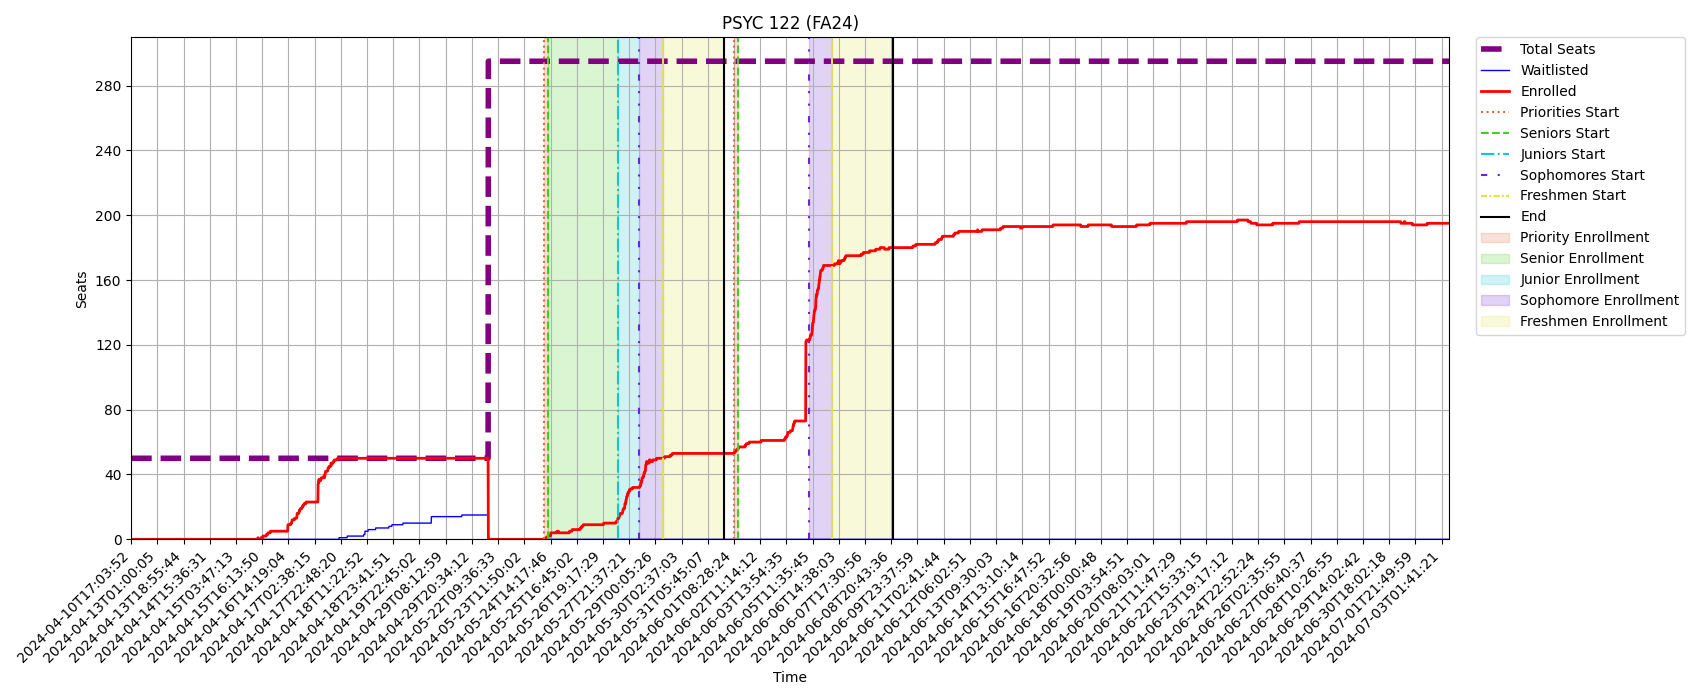 PSYC 122 (FA24)
Seats
280
240
200
160
120
80
40
0
2024-04-10T17:03:52
2024-04-13T01:00:05
2024-04-13T18:55:44
2024-04-14T15:36:31
2024-04-15T03:47:13
2024-04-15T16:13:50
2024-04-16T14:19:04
2024-04-17T02:38:15
2024-04-17T22:48:20
2024-04-18T11:22:52
2024-04-18T23:41:51
2024-04-19T22:45:02
2024-04-29T08:12:59
2024-04-29T20:34:12
2024-05-22T09:36:33
2024-05-23T11:50:02
2024-05-24T14:17:46
2024-05-25T16:45:02
2024-05-26T19:17:29
2024-05-27T21:37:21
2024-05-29T00:05:26
2024-05-30T02:37:03
2024-05-31T05:45:07
2024-06-01T08:28:24
2024-06-02T11:14:12
2024-06-03T13:54:35
2024-06-05T11:35:45
2024-06-06T14:38:03
2024-06-07T17:30:56
2024-06-08T20:43:36
2024-06-09T23:37:59
2024-06-11T02:41:44
2024-06-12T06:02:51
2024-06-13T09:30:03
2024-06-14T13:10:14
2024-06-15T16:47:52
2024-06-16T20:32:56
2024-06-18T00:00:48
2024-06-19T03:54:51
2024-06-20T08:03:01
2024-06-21T11:47:29
2024-06-22T15:33:15
2024-06-23T19:17:12
2024-06-24T22:52:24
2024-06-26T02:35:55
2024-06-27T06:40:37
2024-06-28T10:26:55
2024-06-29T14:02:42
2024-06-30T18:02:18
2024-07-01T21:49:59
2024-07-03T01:41:21
Time
Total Seats
Waitlisted
Enrolled
Priorities Start
Seniors Start
Juniors Start
Sophomores Start
Freshmen Start
End
Priority Enrollment
Senior Enrollment
Junior Enrollment
Sophomore Enrollment
Freshmen Enrollment